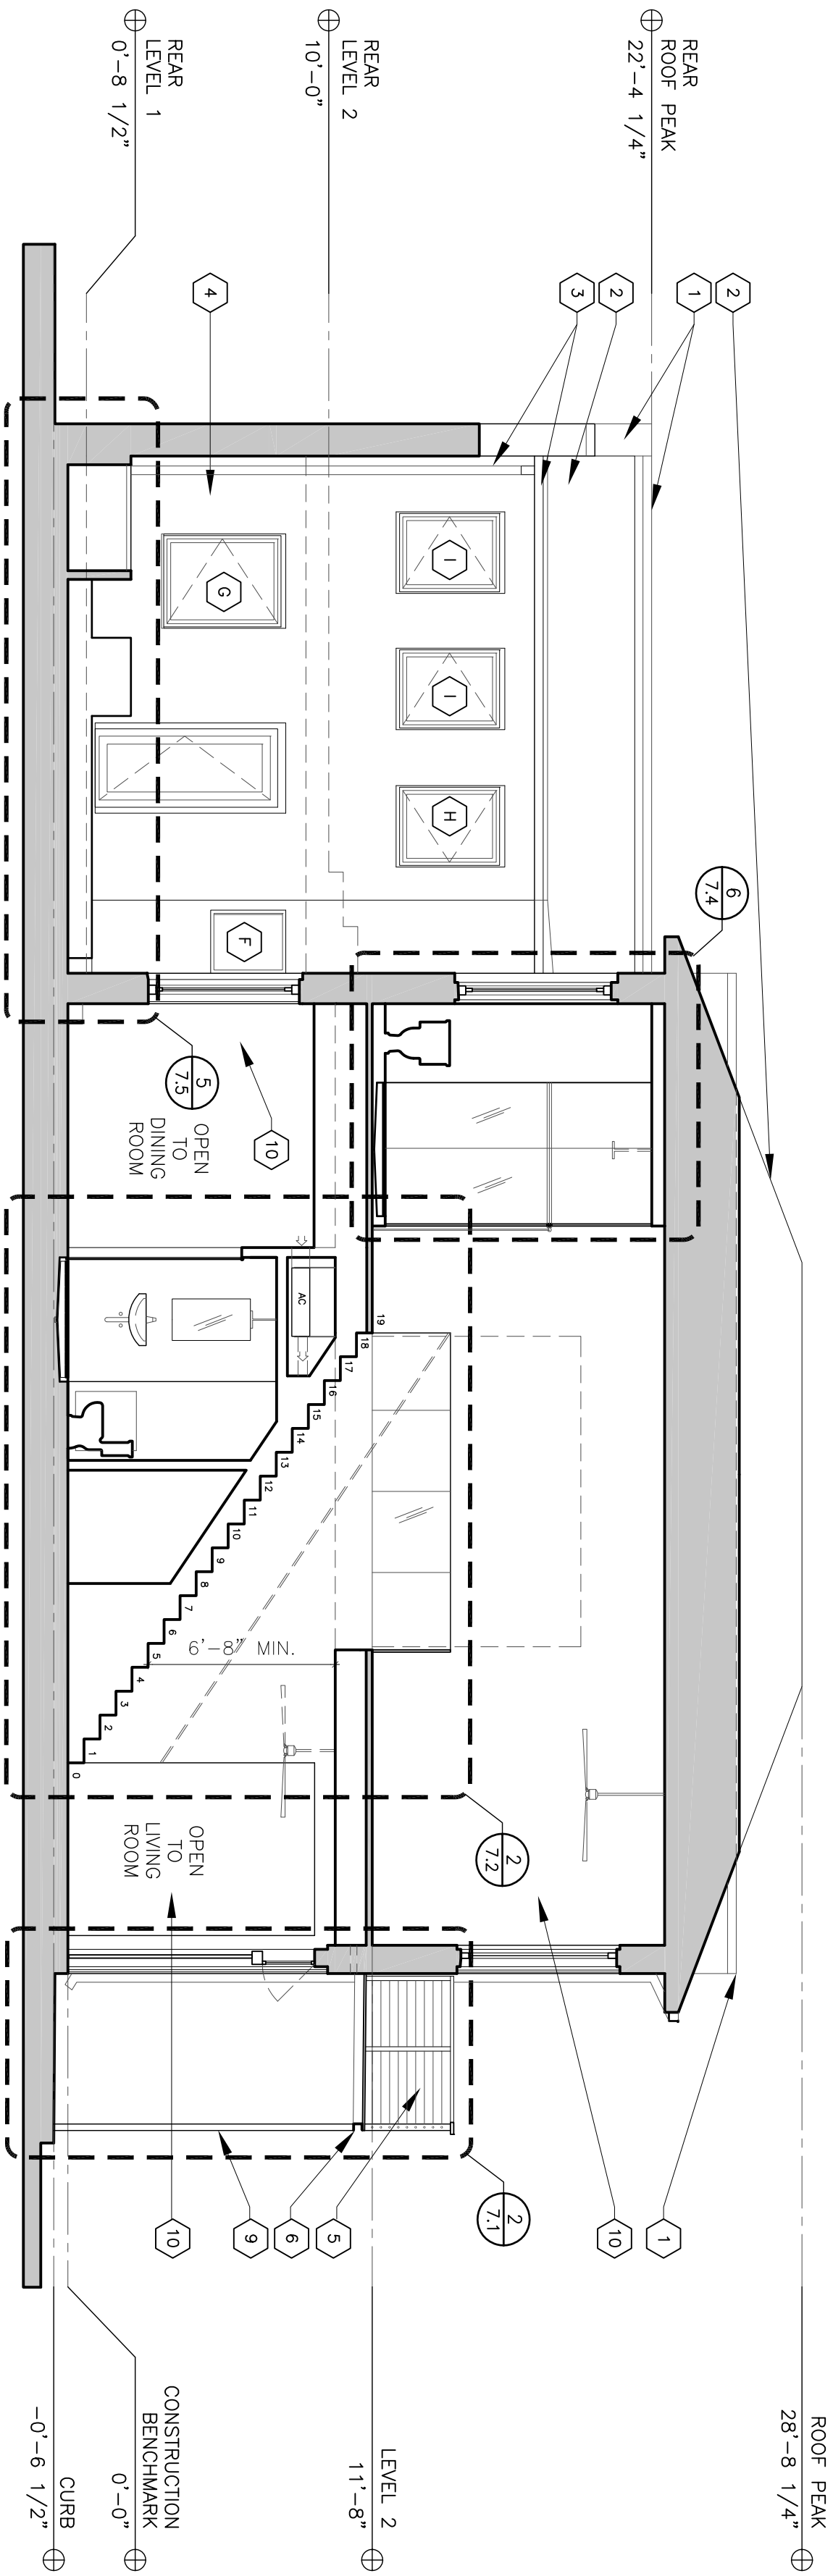 REAR
ROOF PEAK
22'-4 1/4"
REAR
LEVEL 2
10'-0"
REAR
LEVEL 1
0'-8 1/2"
2
1
2
3
4
I
I
H
G
F
6
7.4
5
7.5
10
OPEN
TO
DINING
ROOM
AC
19
18
17
16
15
14
13
12
11
10
9
8
7
6
5
4
3
2
1
0
6'-8" MIN.
OPEN
TO
LIVING
ROOM
2
7.2
2
7.1
1
10
5
6
9
10
ROOF PEAK
28'-8 1/4"
LEVEL 2
11'-8"
CONSTRUCTION
BENCHMARK
0'-0"
CURB
-0'-6 1/2"